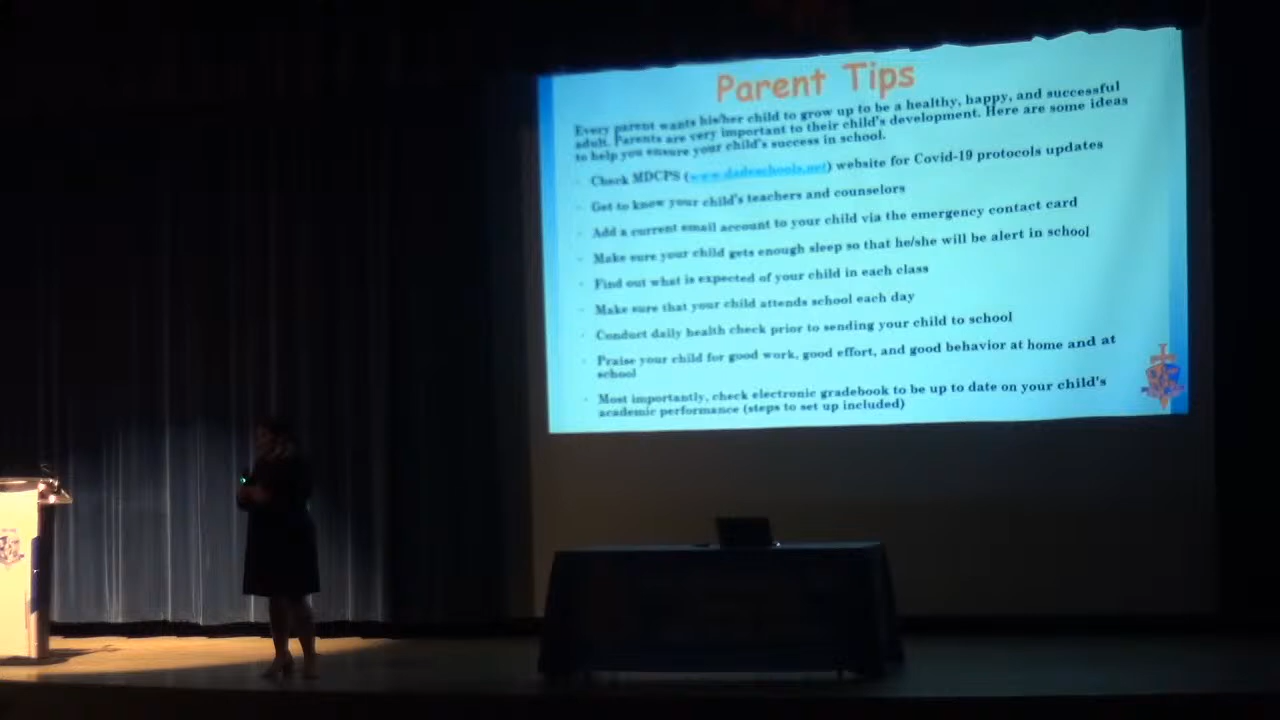 Parent Tips
Every parent wants his/her child to grow up to be a healthy, happy, and successful
adult. Parents are very important to their child's development. Here are some ideas
to help you ensure your child's success in school.
Check MDCPS (www.dadeschools.net) website for Covid-19 protocols updates
Get to know your child's teachers and counselors
Add a current email account to your child via the emergency contact card
Make sure your child gets enough sleep so that he/she will be alert in school
Find out what is expected of your child in each class
Make sure that your child attends school each day
Conduct daily health check prior to sending your child to school
Praise your child for good work, good effort, and good behavior at home and at
school
Most importantly, check electronic gradebook to be up to date on your child's
academic performance (steps to set up included)